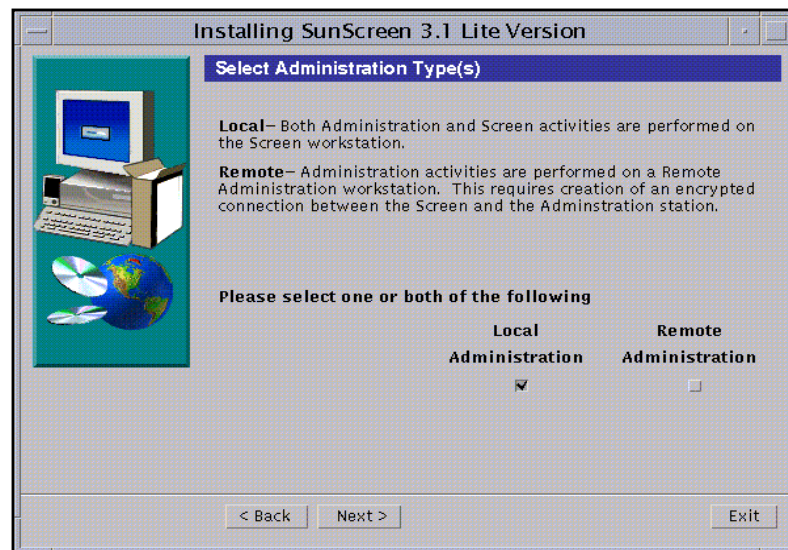 Installing SunScreen 3.1 Lite Version
Select Administration Type(s)
Local– Both Administration and Screen activities are performed on
the Screen workstation.
Remote– Administration activities are performed on a Remote
Administration workstation. This requires creation of an encrypted
connection between the Screen and the Adminstration station.
Please select one or both of the following
Local Remote
Administration Administration
< Back Next > Exit